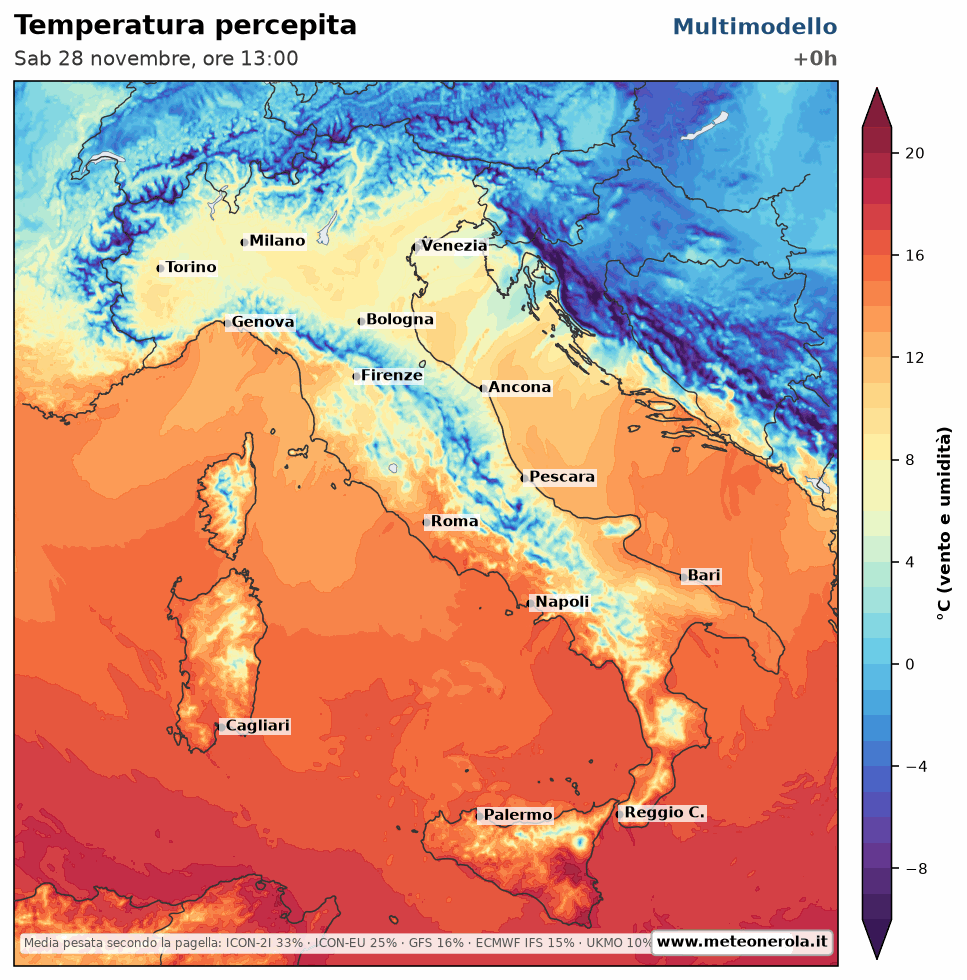 Temperatura percepita
Multimodello
Sab 28 novembre, ore 13:00
+0h
Milano
Venezia
Torino
Genova
Bologna
Firenze
Ancona
Pescara
Roma
Bari
Napoli
Cagliari
Palermo
Reggio C.
20
16
12
8
4
0
−4
−8
°C (vento e umidità)
Media pesata secondo la pagella: ICON-2I 33% · ICON-EU 25% · GFS 16% · ECMWF IFS 15% · UKMO 10%
www.meteonerola.it